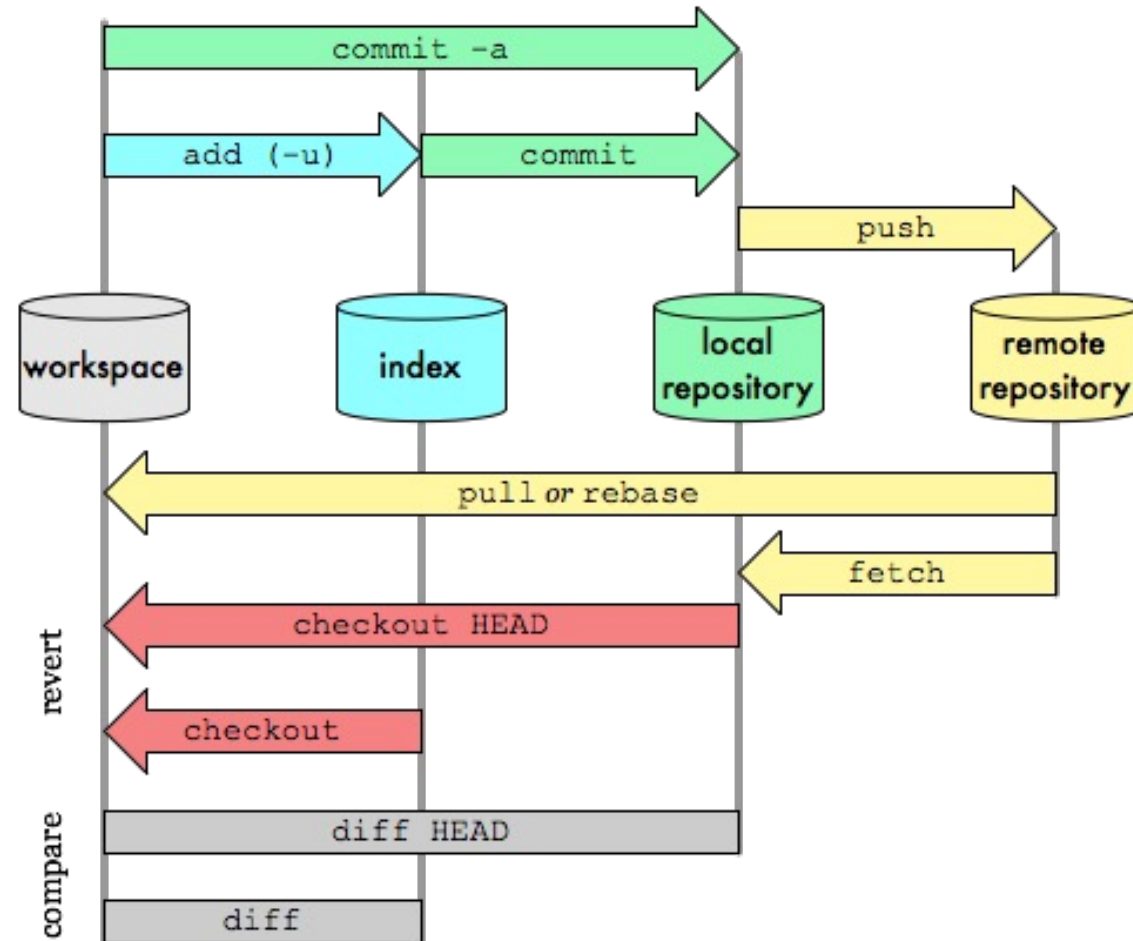 commit -a
add (-u)
commit
push
workspace
index
local
repository
remote
repository
pull or rebase
fetch
revert
checkout HEAD
checkout
compare
diff HEAD
diff